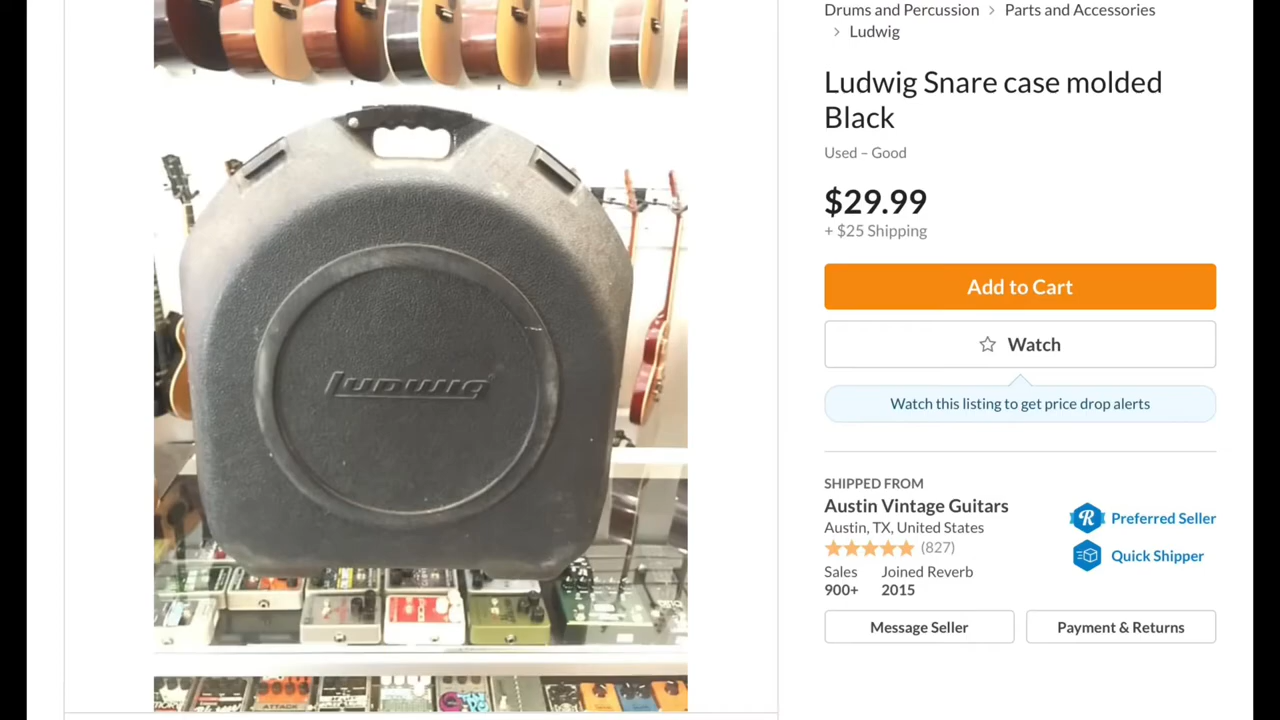 Drums and Percussion > Parts and Accessories
> Ludwig
Ludwig Snare case molded
Black
Used – Good
$29.99
+ $25 Shipping
Add to Cart
Watch
Watch this listing to get price drop alerts
SHIPPED FROM
Austin Vintage Guitars
Austin, TX, United States
(827)
Preferred Seller
Quick Shipper
Sales Joined Reverb
900+ 2015
Message Seller
Payment & Returns
LUDWIG
ATTACK